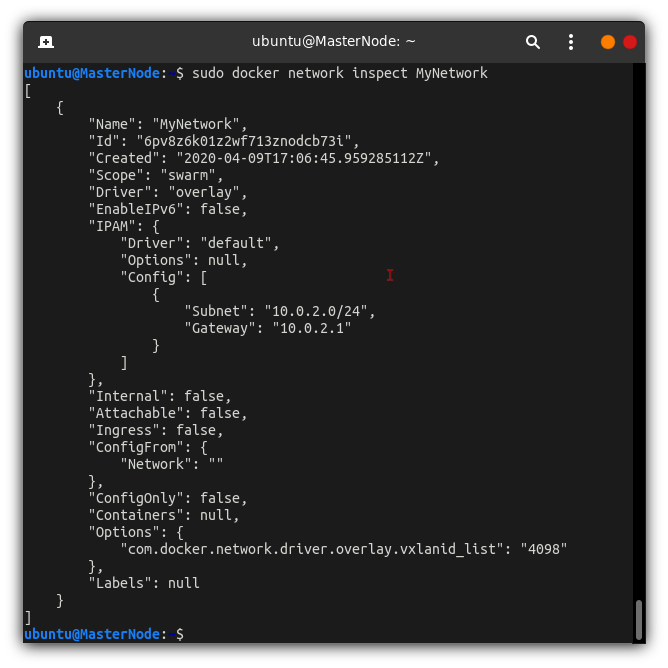 ubuntu@MasterNode: ~
ubuntu@MasterNode:~$ sudo docker network inspect MyNetwork
[
    {
        "Name": "MyNetwork",
        "Id": "6pv8z6k01z2wf713znodcb73i",
        "Created": "2020-04-09T17:06:45.959285112Z",
        "Scope": "swarm",
        "Driver": "overlay",
        "EnableIPv6": false,
        "IPAM": {
            "Driver": "default",
            "Options": null,
            "Config": [
                {
                    "Subnet": "10.0.2.0/24",
                    "Gateway": "10.0.2.1"
                }
            ]
        },
        "Internal": false,
        "Attachable": false,
        "Ingress": false,
        "ConfigFrom": {
            "Network": ""
        },
        "ConfigOnly": false,
        "Containers": null,
        "Options": {
            "com.docker.network.driver.overlay.vxlanid_list": "4098"
        },
        "Labels": null
    }
]
ubuntu@MasterNode:~$